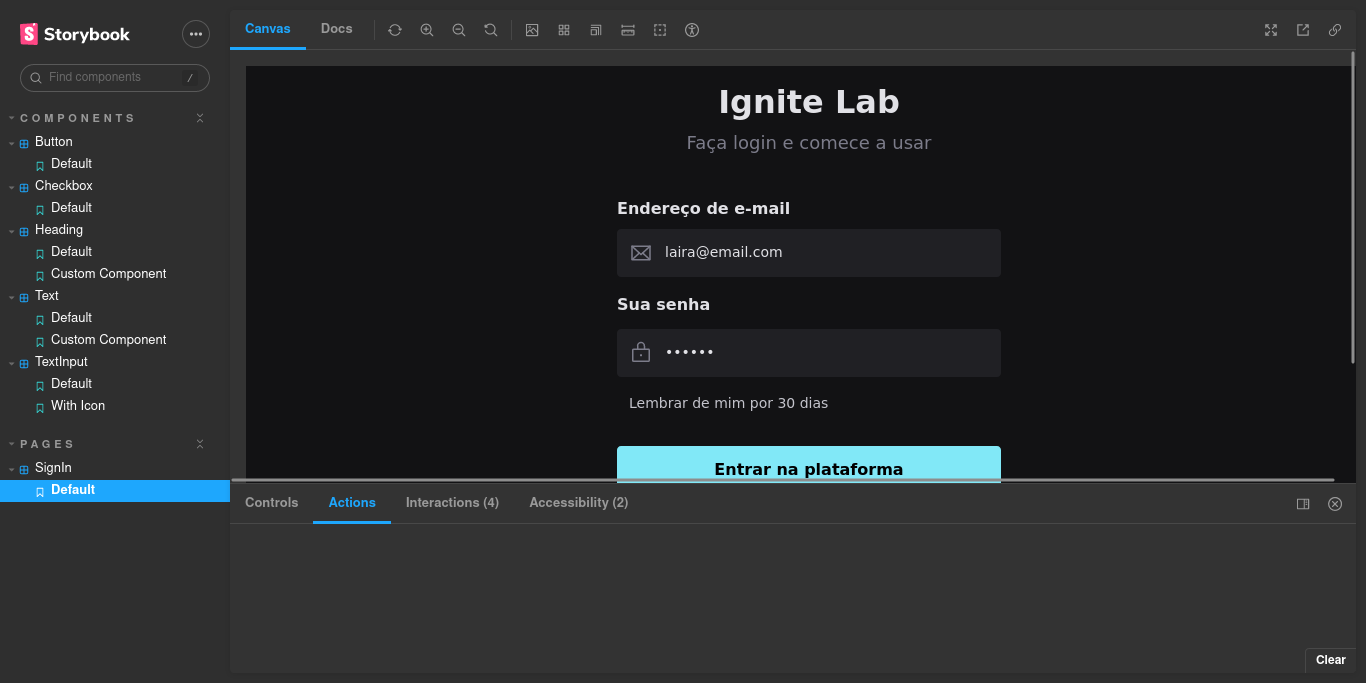 Storybook
Find components
/
COMPONENTS
Button
Default
Checkbox
Default
Heading
Default
Custom Component
Text
Default
Custom Component
TextInput
Default
With Icon
PAGES
SignIn
Default
Canvas
Docs
Ignite Lab
Faça login e comece a usar
Endereço de e-mail
laira@email.com
Sua senha
••••••
Lembrar de mim por 30 dias
Entrar na plataforma
Controls
Actions
Interactions (4)
Accessibility (2)
Clear